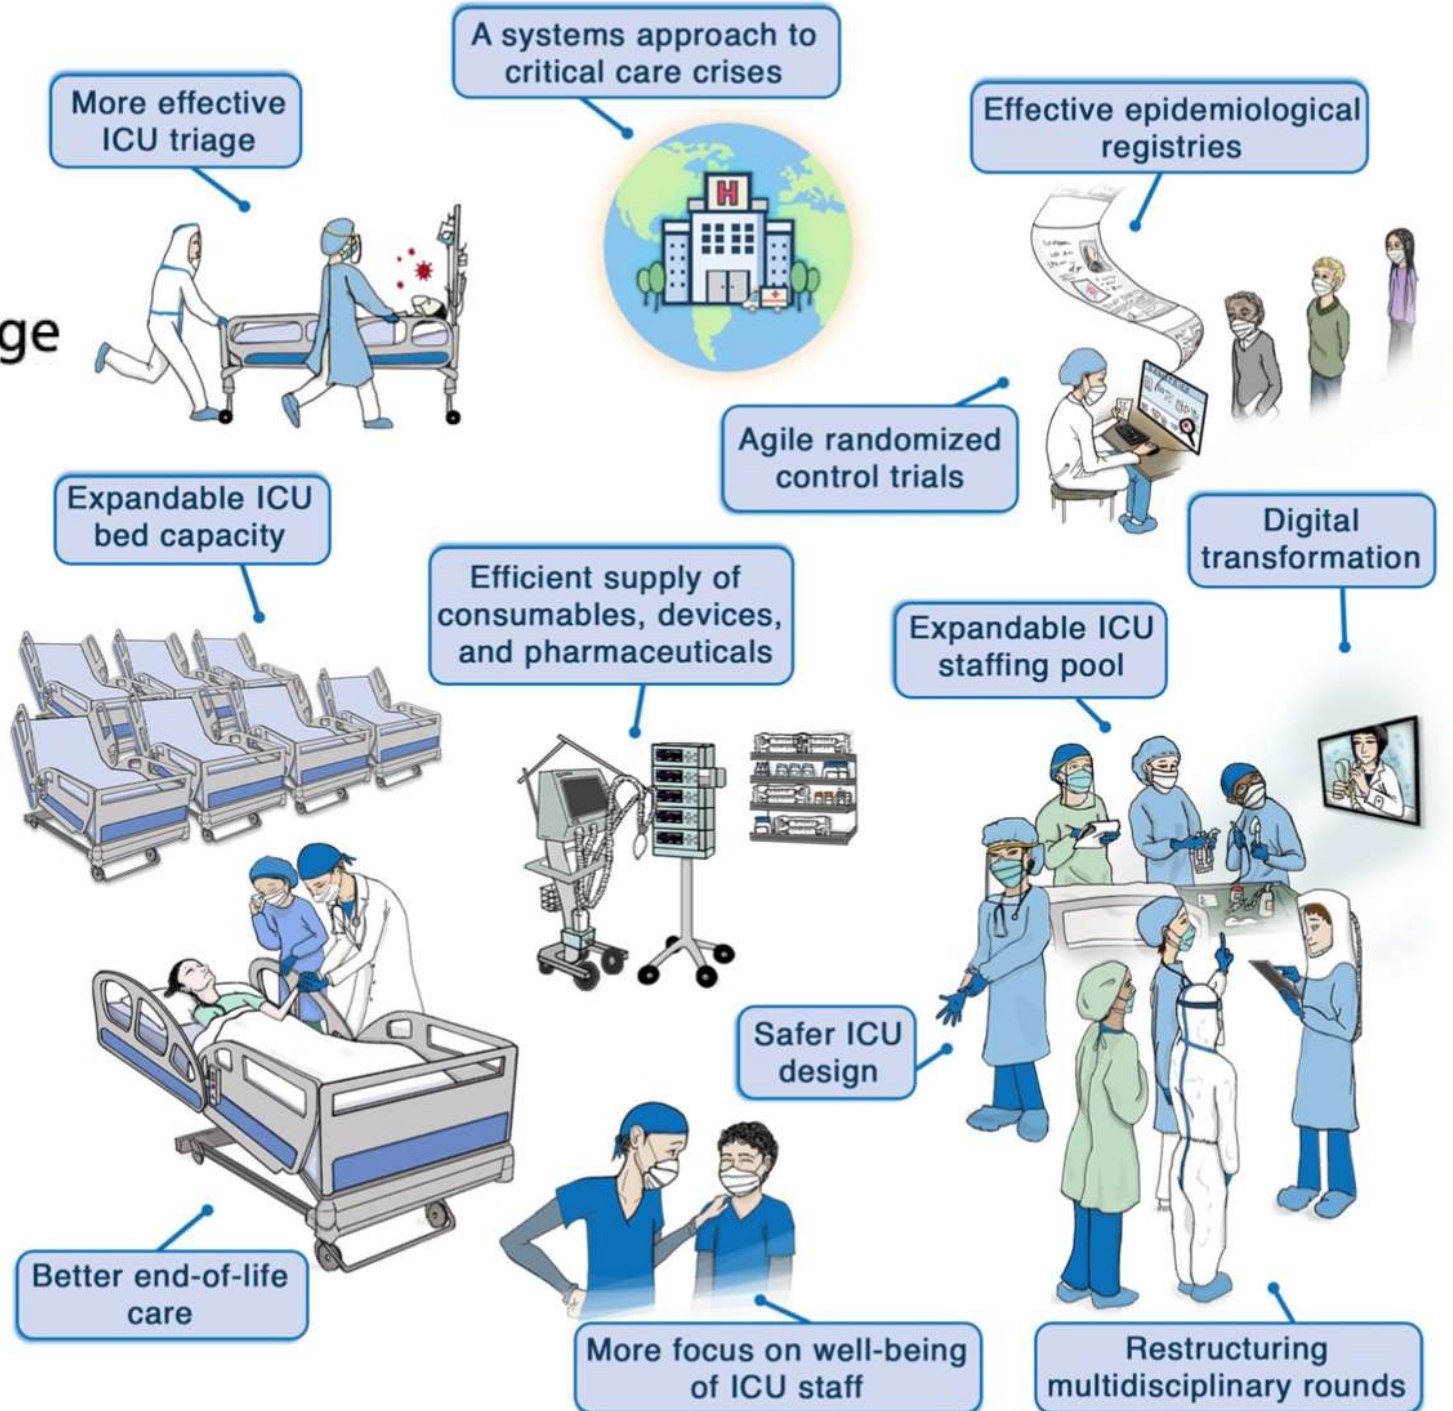 A systems approach to
critical care crises
More effective
ICU triage
Effective epidemiological
registries
H
ge
Agile randomized
control trials
Expandable ICU
bed capacity
Digital
transformation
Efficient supply of
consumables, devices,
and pharmaceuticals
Expandable ICU
staffing pool
Safer ICU
design
Better end-of-life
care
More focus on well-being
of ICU staff
Restructuring
multidisciplinary rounds